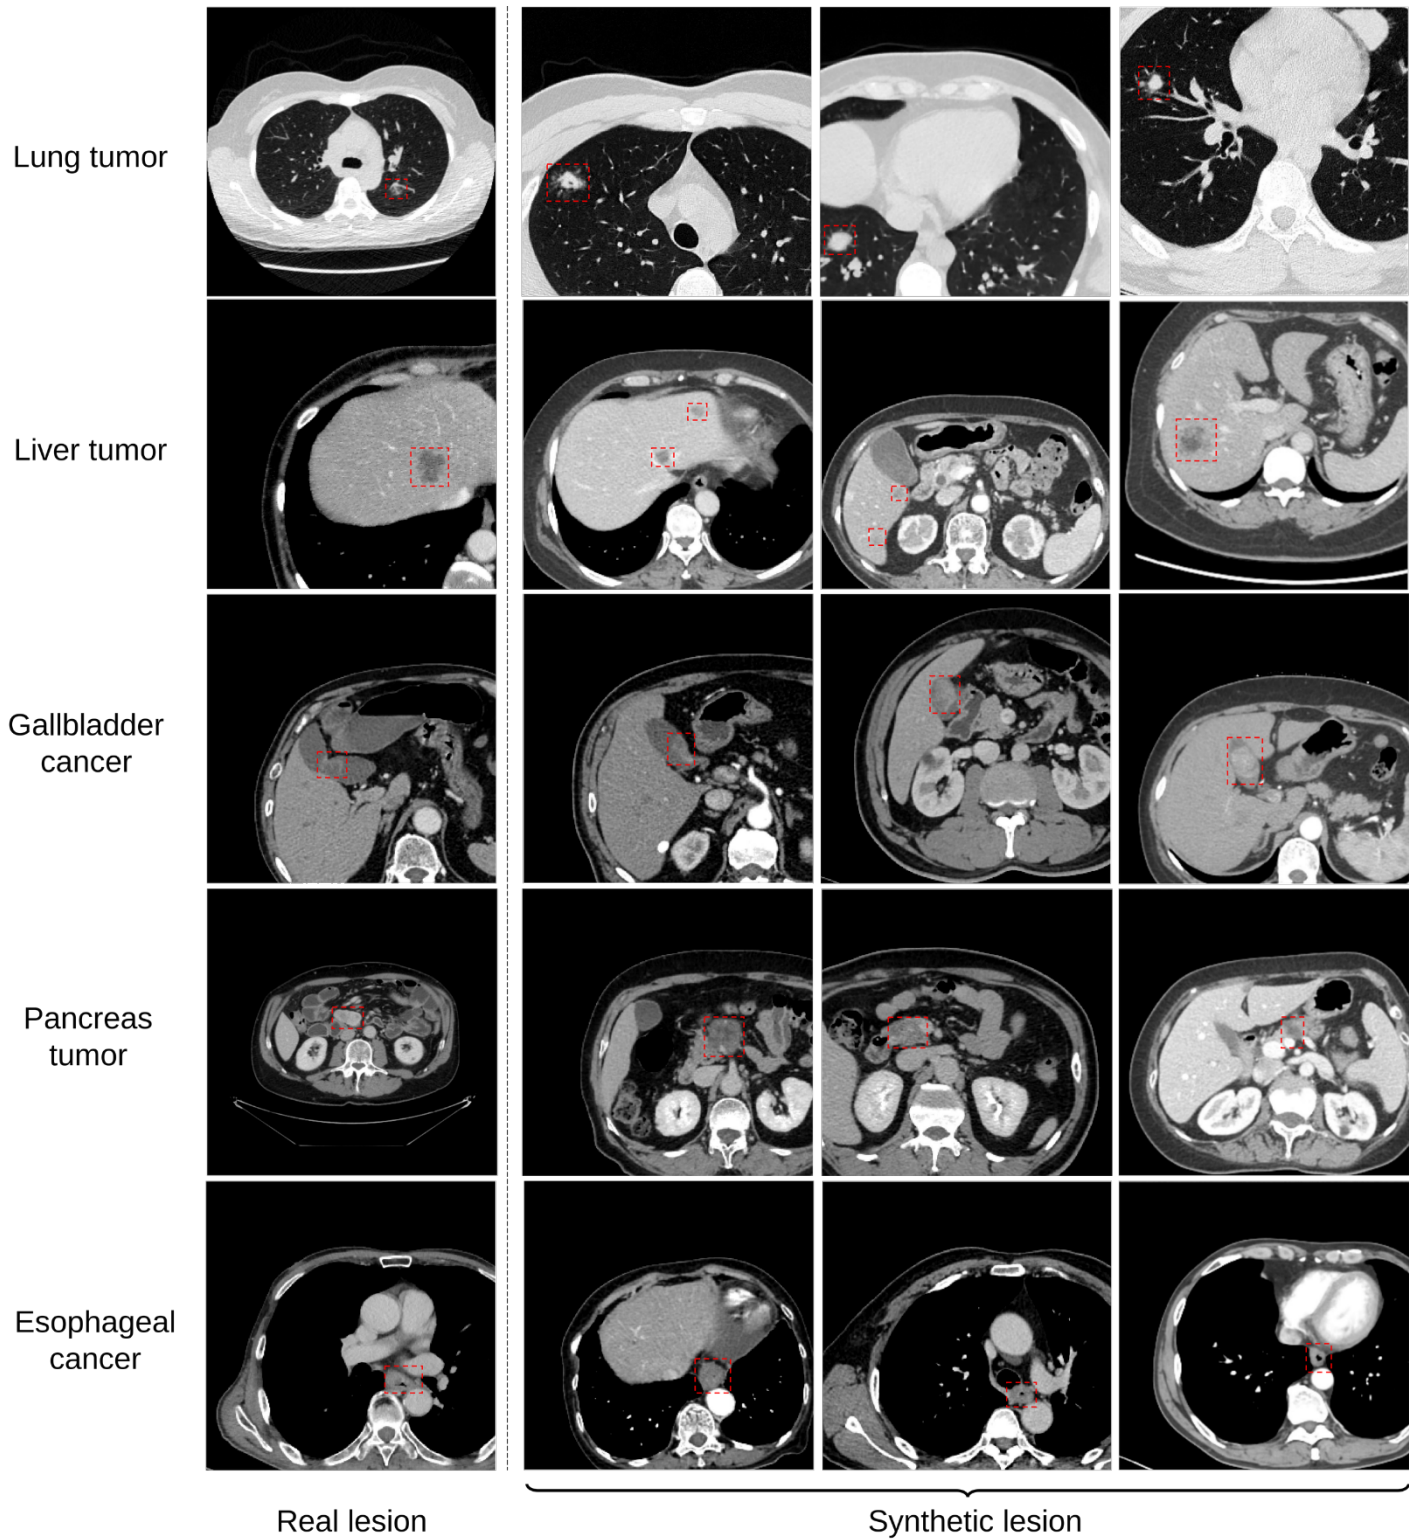 Lung tumor
Liver tumor
Gallbladder
cancer
Pancreas
tumor
Esophageal
cancer
Real lesion
Synthetic lesion